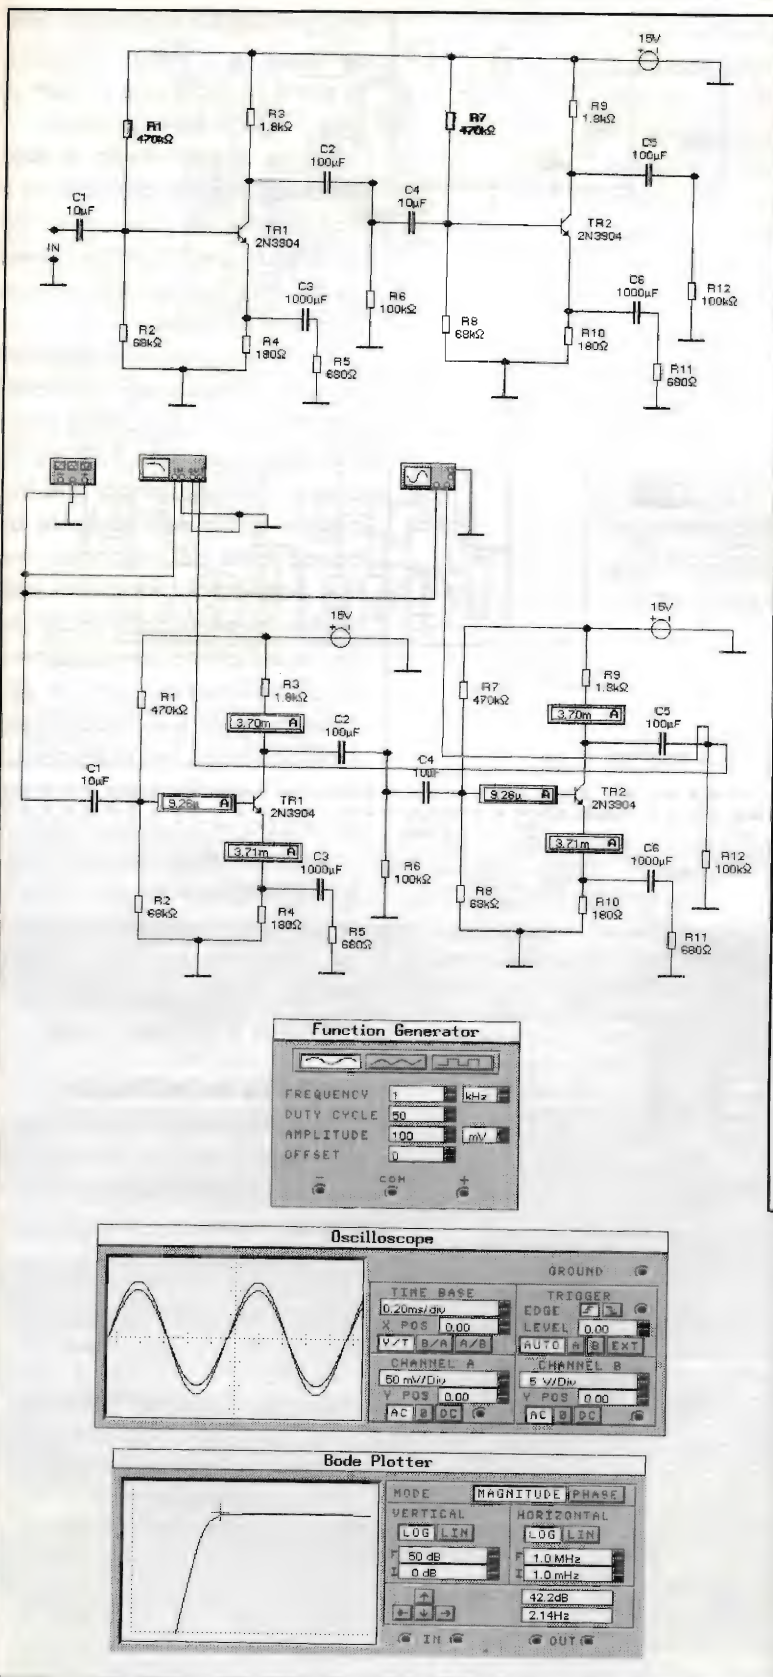 15V
+ -
R1
470kΩ
R3
1.8kΩ
R7
470kΩ
R9
1.8kΩ
C2
100µF
C5
100µF
C1
10µF
C4
10µF
IN
TR1
2N3904
TR2
2N3904
C3
1000µF
C6
1000µF
R6
100kΩ
R12
100kΩ
R2
68kΩ
R4
180Ω
R5
680Ω
R8
68kΩ
R10
180Ω
R11
680Ω
IN OUT
15V
+ -
15V
+ -
R1
470kΩ
R3
1.8kΩ
R7
470kΩ
R9
1.8kΩ
3.70m A
3.70m A
C2
100µF
C5
100µF
C1
10µF
C4
10µF
9.26µ A
TR1
2N3904
9.26µ A
TR2
2N3904
3.71m A
3.71m A
C3
1000µF
C6
1000µF
R6
100kΩ
R12
100kΩ
R2
68kΩ
R4
180Ω
R5
680Ω
R8
68kΩ
R10
180Ω
R11
680Ω
Function Generator
FREQUENCY 1 kHz
DUTY CYCLE 50
AMPLITUDE 100 mV
OFFSET 0
- COM +
Oscilloscope
GROUND
TIME BASE
0.20ms/div
X POS 0.00
Y/T B/A A/B
TRIGGER
EDGE
LEVEL 0.00
AUTO A B EXT
CHANNEL A
50 mV/Div
Y POS 0.00
AC 0 DC
CHANNEL B
5 V/Div
Y POS 0.00
AC 0 DC
Bode Plotter
MODE MAGNITUDE PHASE
VERTICAL
LOG LIN
F 50 dB
I 0 dB
HORIZONTAL
LOG LIN
F 1.0 MHz
I 1.0 mHz
42.2dB
2.14Hz
IN OUT